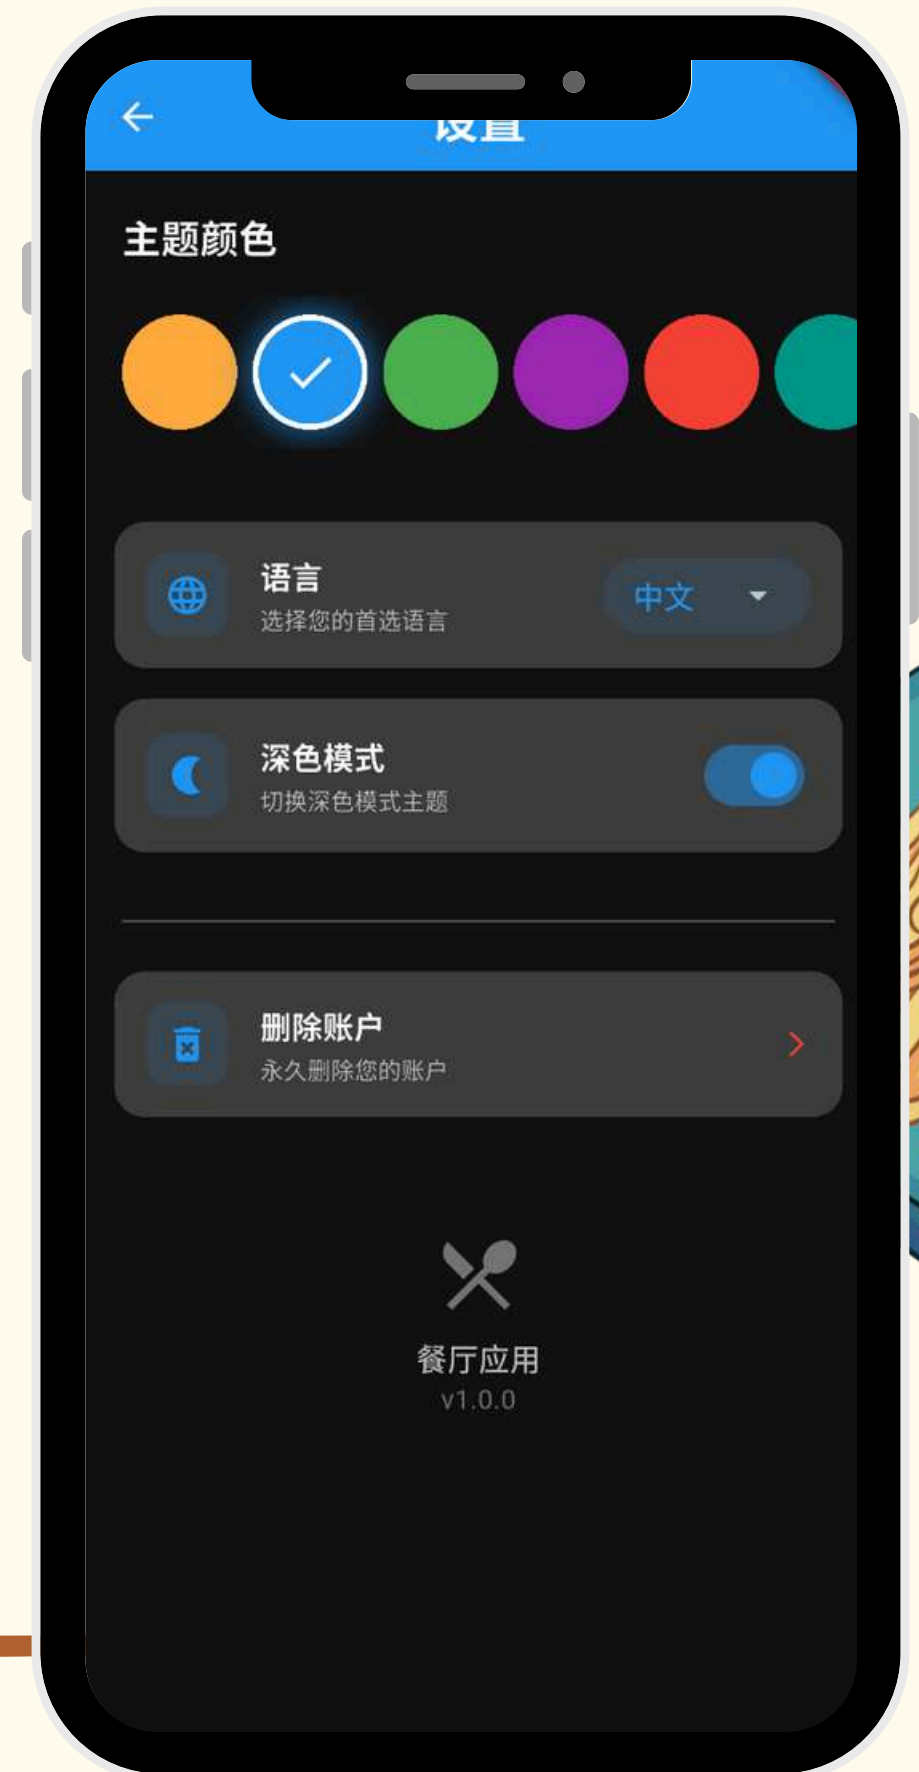 设置
主题颜色
语言
选择您的首选语言
中文
深色模式
切换深色模式主题
删除账户
永久删除您的账户
餐厅应用
v1.0.0